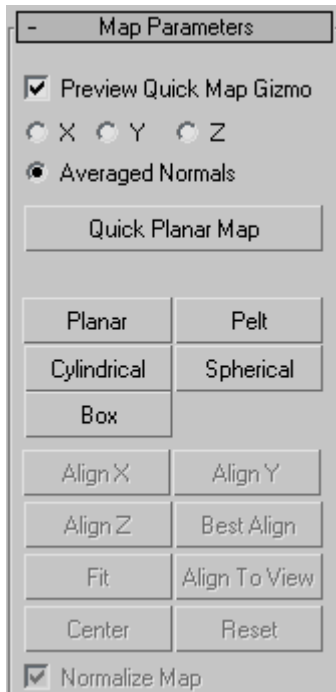 - Map Parameters
Preview Quick Map Gizmo
X Y Z
Averaged Normals
Quick Planar Map
Planar Pelt
Cylindrical Spherical
Box
Align X Align Y
Align Z Best Align
Fit Align To View
Center Reset
Normalize Map